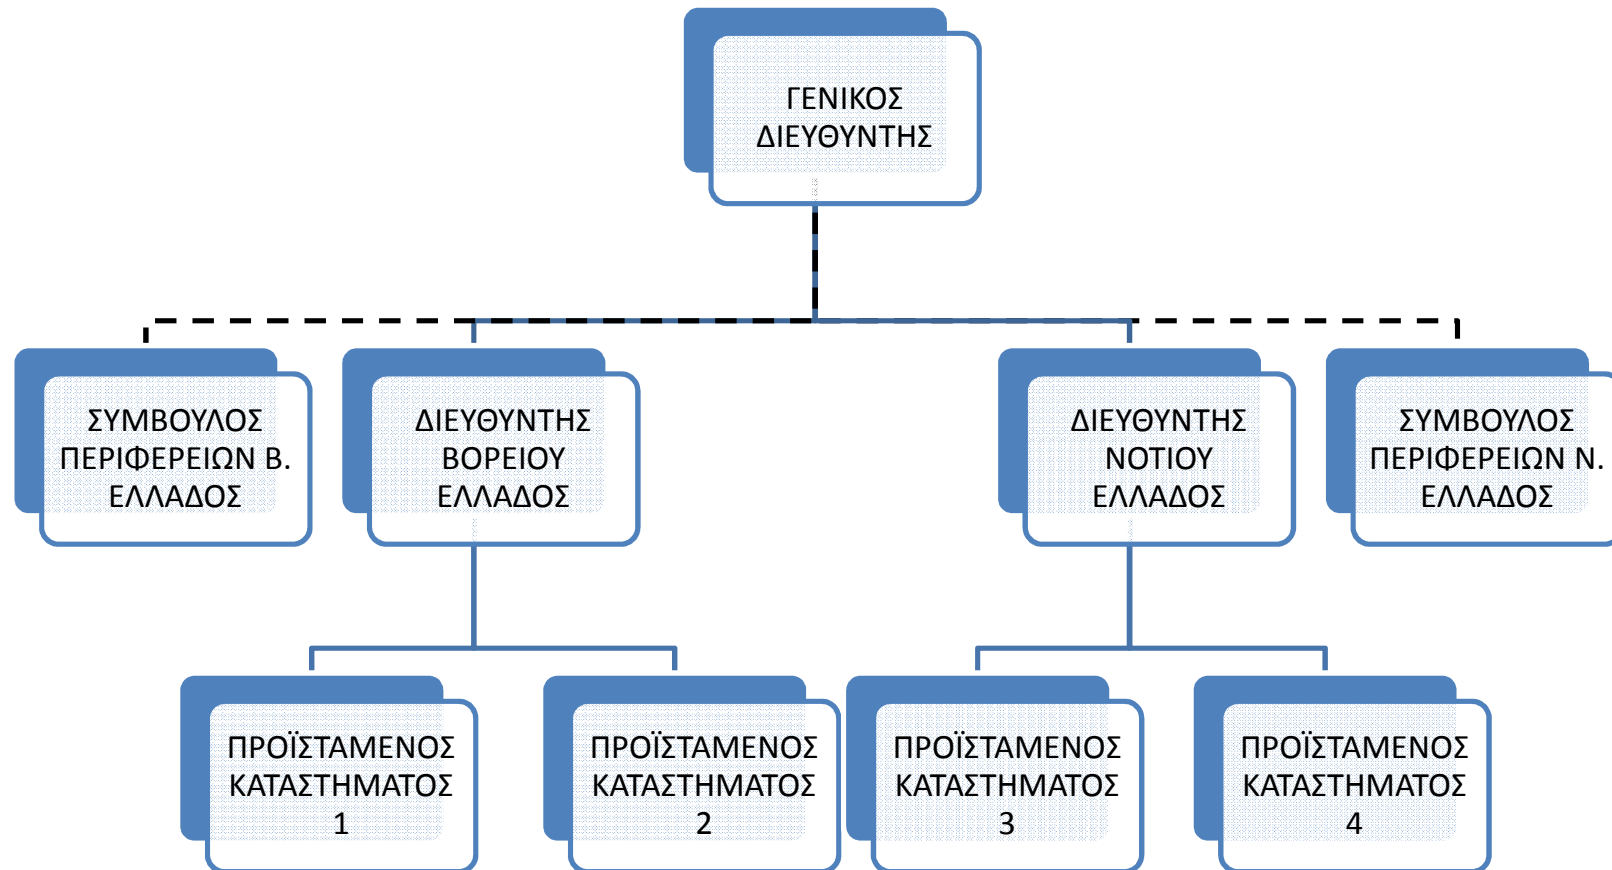 ΓΕΝΙΚΟΣ
ΔΙΕΥΘΥΝΤΗΣ
ΣΥΜΒΟΥΛΟΣ
ΠΕΡΙΦΕΡΕΙΩΝ Β.
ΕΛΛΑΔΟΣ
ΔΙΕΥΘΥΝΤΗΣ
ΒΟΡΕΙΟΥ
ΕΛΛΑΔΟΣ
ΔΙΕΥΘΥΝΤΗΣ
ΝΟΤΙΟΥ
ΕΛΛΑΔΟΣ
ΣΥΜΒΟΥΛΟΣ
ΠΕΡΙΦΕΡΕΙΩΝ Ν.
ΕΛΛΑΔΟΣ
ΠΡΟΪΣΤΑΜΕΝΟΣ
ΚΑΤΑΣΤΗΜΑΤΟΣ
1
ΠΡΟΪΣΤΑΜΕΝΟΣ
ΚΑΤΑΣΤΗΜΑΤΟΣ
2
ΠΡΟΪΣΤΑΜΕΝΟΣ
ΚΑΤΑΣΤΗΜΑΤΟΣ
3
ΠΡΟΪΣΤΑΜΕΝΟΣ
ΚΑΤΑΣΤΗΜΑΤΟΣ
4